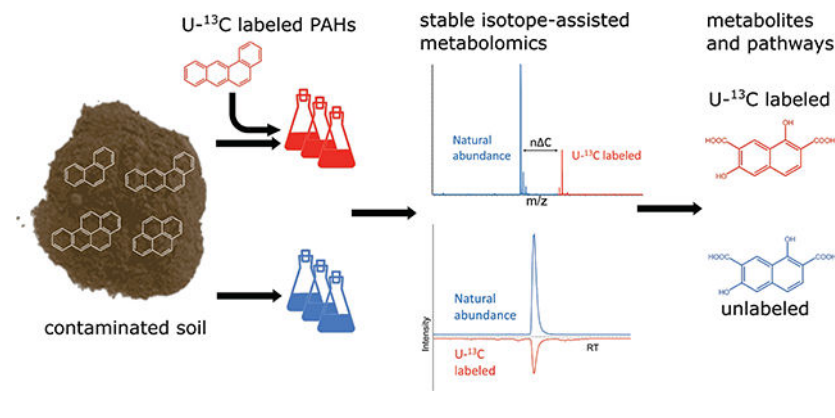 U-¹³C labeled PAHs
contaminated soil
stable isotope-assisted
metabolomics
Natural
abundance
nΔC
U-¹³C labeled
m/z
Natural
abundance
Intensity
RT
U-¹³C
labeled
metabolites
and pathways
U-¹³C labeled
OH
HOOC
COOH
HO
OH
HOOC
COOH
HO
unlabeled